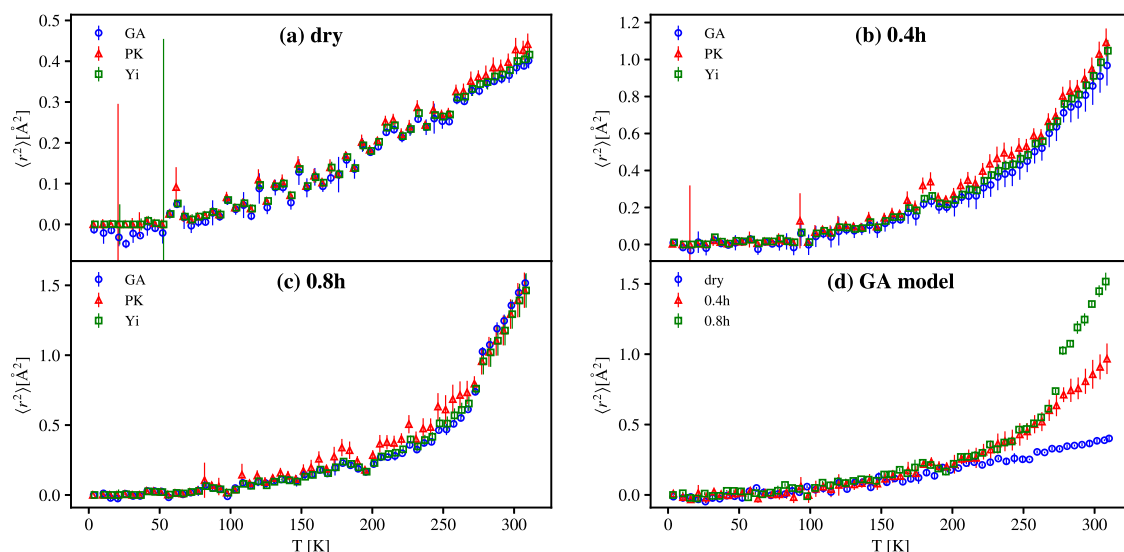 (a) dry
GA
PK
Yi
0.5
0.4
0.3
0.2
0.1
0.0
⟨r²⟩[Å²]
(b) 0.4h
GA
PK
Yi
1.2
1.0
0.8
0.6
0.4
0.2
0.0
⟨r²⟩[Å²]
(c) 0.8h
GA
PK
Yi
1.5
1.0
0.5
0.0
⟨r²⟩[Å²]
0 50 100 150 200 250 300
T [K]
(d) GA model
dry
0.4h
0.8h
1.5
1.0
0.5
0.0
⟨r²⟩[Å²]
0 50 100 150 200 250 300
T [K]